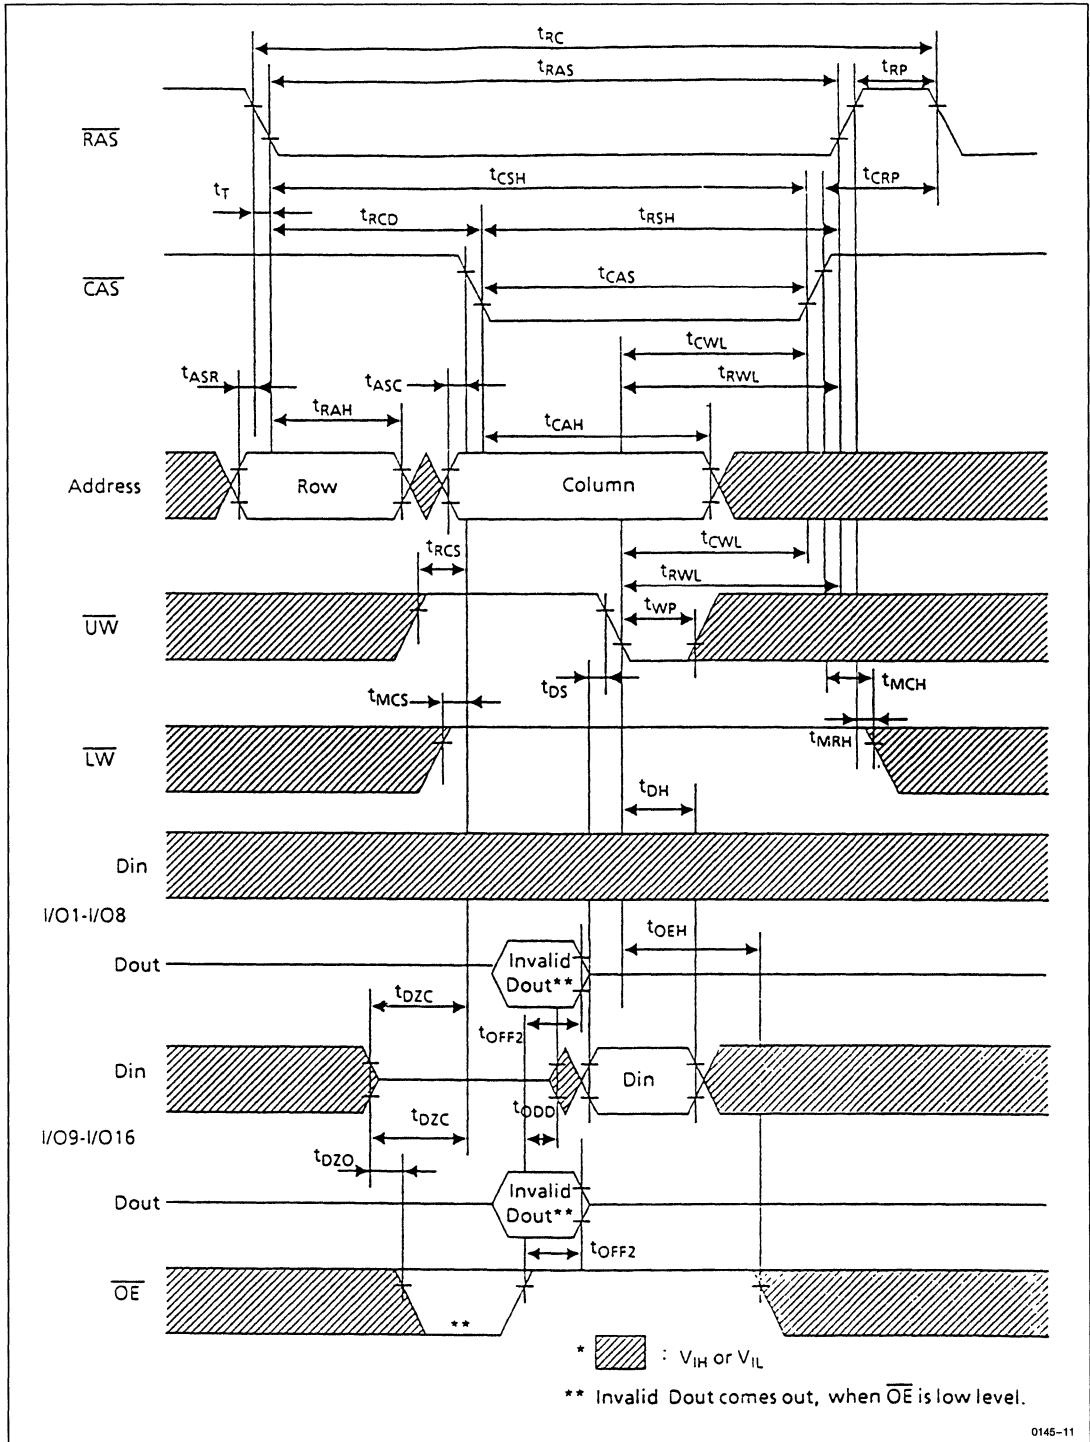 tRC
tRAS
tRP
RAS
tCSH
tCRP
tT
tRCD
tRSH
CAS
tCAS
tCWL
tASR
tASC
tRWL
tRAH
tCAH
Address
Row
Column
tCWL
tRCS
tRWL
UW
tWP
tMCS
tDS
tMCH
LW
tMRH
tDH
Din
I/O1-I/O8
tOEH
Dout
Invalid
Dout**
tDZC
tOFF2
Din
Din
tDZC
tODD
I/O9-I/O16
tDZO
Dout
Invalid
Dout**
tOFF2
OE
**
* : VIH or VIL
** Invalid Dout comes out, when OE is low level.
0145-11